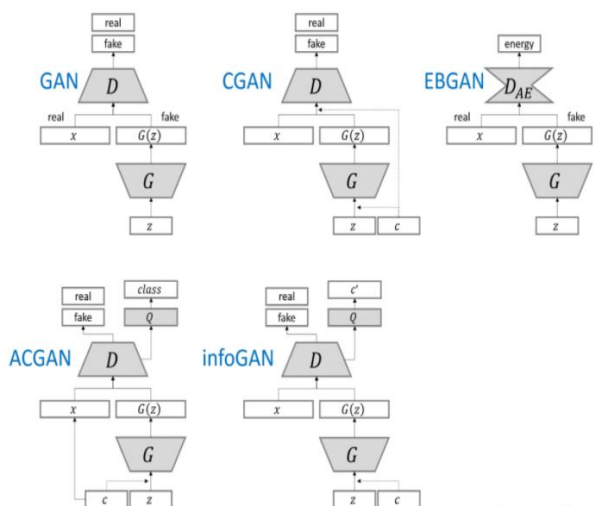 real
fake
GAN
D
real
fake
x
G(z)
G
z
real
fake
CGAN
D
x
G(z)
G
z
c
energy
EBGAN
D_AE
real
fake
x
G(z)
G
z
real
fake
class
Q
ACGAN
D
x
G(z)
G
c
z
real
fake
c'
Q
infoGAN
D
x
G(z)
G
z
c